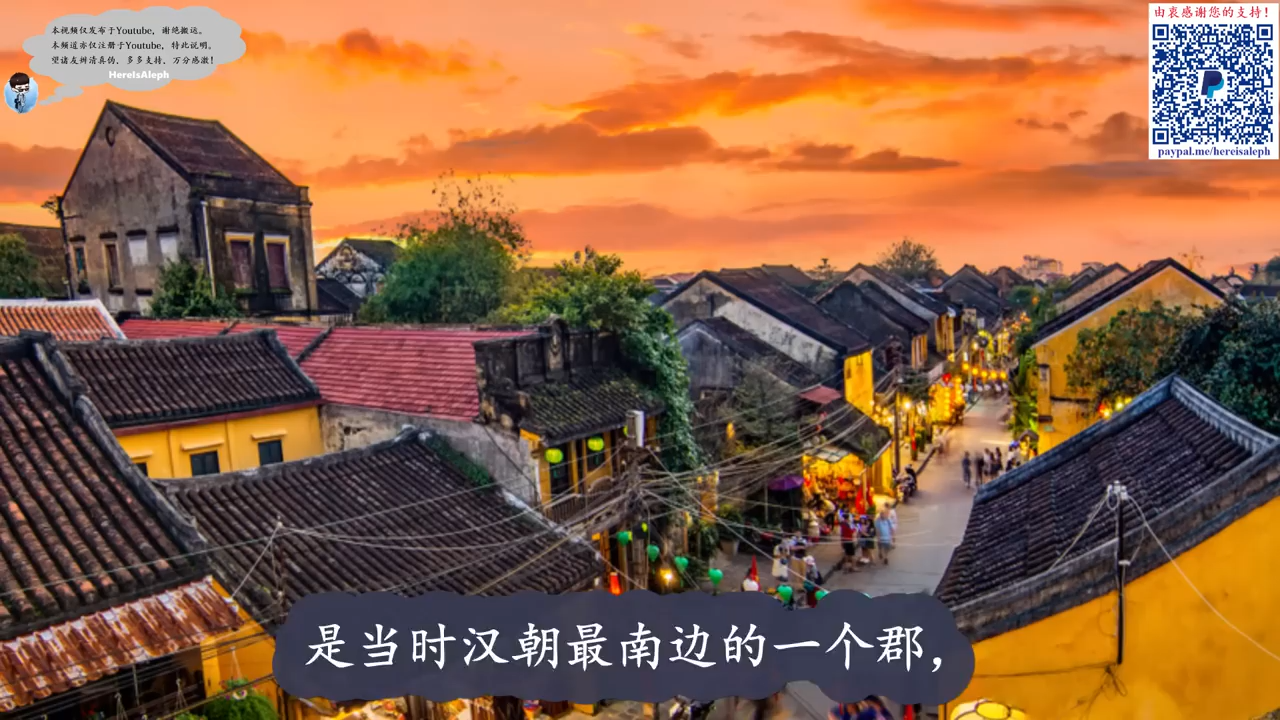 本视频仅发布于Youtube，谢绝搬运。
本频道亦仅注册于Youtube，特此说明。
望诸友辨清真伪，多多支持，万分感激！
HereIsAleph
由衷感谢您的支持！
paypal.me/hereisaleph
是当时汉朝最南边的一个郡，